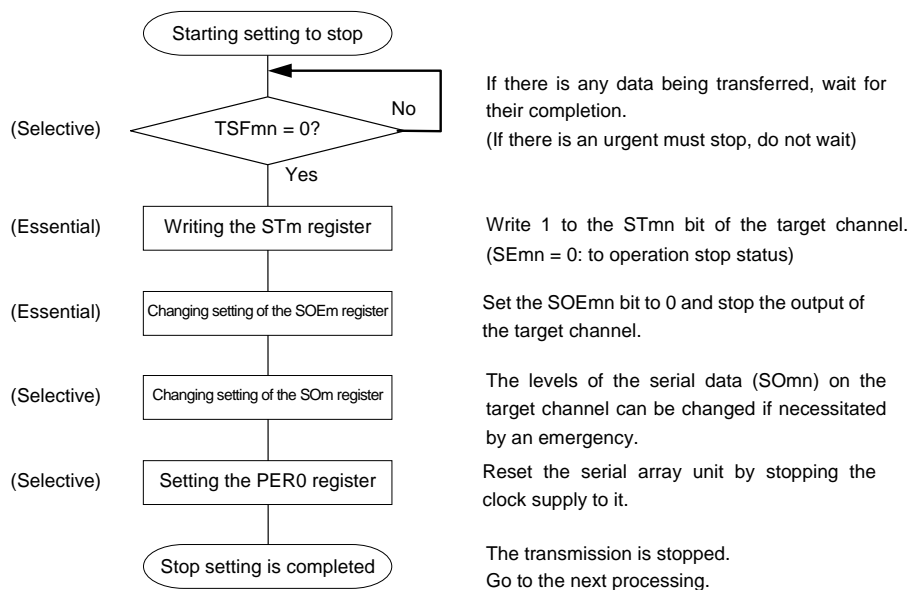 Starting setting to stop
No
If there is any data being transferred, wait for
their completion.
(Selective)
TSFmn = 0?
(If there is an urgent must stop, do not wait)
Yes
(Essential)
Writing the STm register
Write 1 to the STmn bit of the target channel.
(SEmn = 0: to operation stop status)
(Essential)
Changing setting of the SOEm register
Set the SOEmn bit to 0 and stop the output of
the target channel.
(Selective)
Changing setting of the SOm register
The levels of the serial data (SOmn) on the
target channel can be changed if necessitated
by an emergency.
(Selective)
Setting the PER0 register
Reset the serial array unit by stopping the
clock supply to it.
Stop setting is completed
The transmission is stopped.
Go to the next processing.